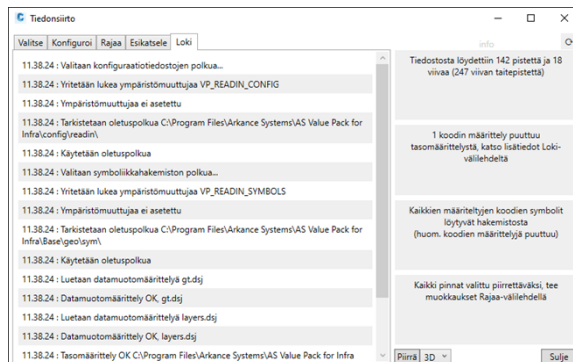 Tiedonsiirto
Valitse Konfiguroi Rajaa Esikatsele Loki
info
11.38.24 : Valitaan konfiguraatiotiedostojen polkua...
11.38.24 : Yritetään lukea ympäristömuuttujaa VP_READIN_CONFIG
11.38.24 : Ympäristömuuttujaa ei asetettu
11.38.24 : Tarkistetaan oletuspolkua C:\Program Files\Arkance Systems\AS Value Pack for
Infra\config\readin\
11.38.24 : Käytetään oletuspolkua
11.38.24 : Valitaan symboliikkahakemiston polkua...
11.38.24 : Yritetään lukea ympäristömuuttujaa VP_READIN_SYMBOLS
11.38.24 : Ympäristömuuttujaa ei asetettu
11.38.24 : Tarkistetaan oletuspolkua C:\Program Files\Arkance Systems\AS Value Pack for
Infra\Base\geo\sym\
11.38.24 : Käytetään oletuspolkua
11.38.24 : Luetaan datamuotomäärittelyä gt.dsj
11.38.24 : Datamuotomäärittely OK, gt.dsj
11.38.24 : Luetaan datamuotomäärittelyä layers.dsj
11.38.24 : Datamuotomäärittely OK, layers.dsj
11.38.24 : Tasomäärittely OK C:\Program Files\Arkance Systems\AS Value Pack for Infra
Tiedostosta löydettiin 142 pistettä ja 18
viivaa (247 viivan taitepistettä)
1 koodin määrittely puuttuu
tasomäärittelystä, katso lisätiedot Loki-
välilehdeltä
Kaikkien määriteltyjen koodien symbolit
löytyvät hakemistosta
(huom. koodien määrittelyjä puuttuu)
Kaikki pinnat valittu piirrettäväksi, tee
muokkaukset Rajaa-välilehdellä
Piirrä 3D Sulje